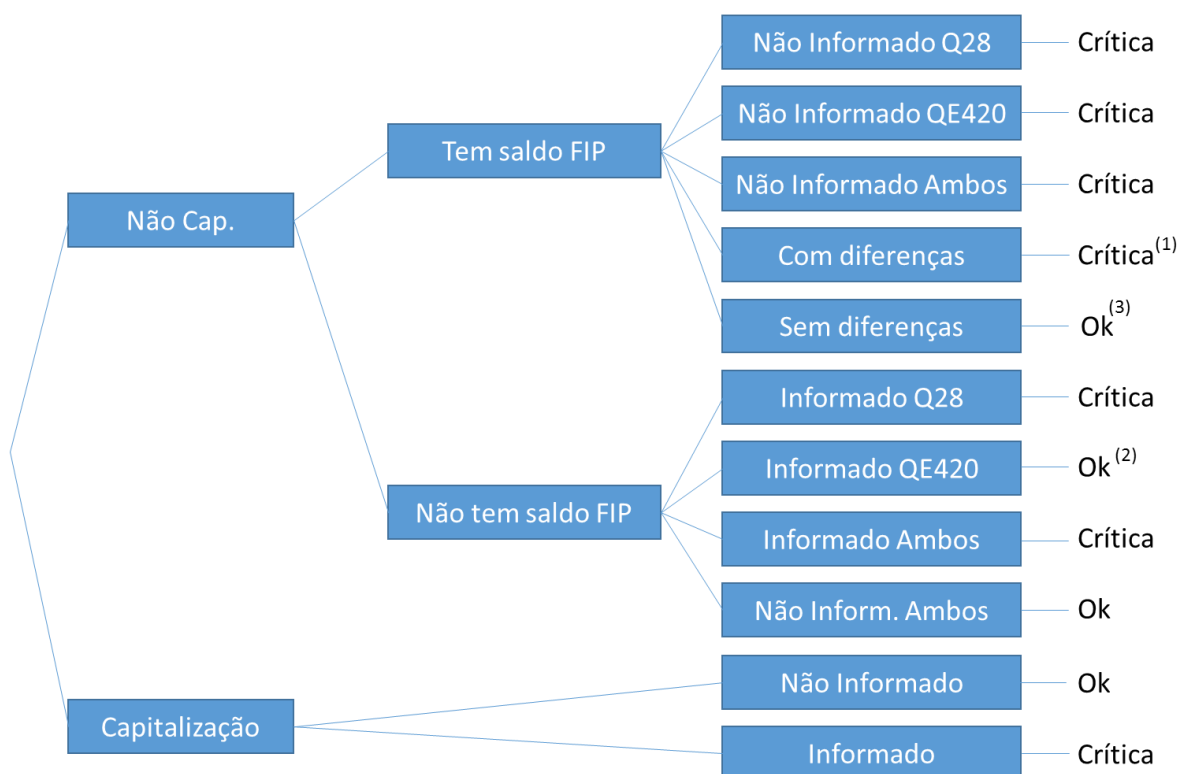 Não Informado Q28 Crítica
Não Informado QE420 Crítica
Tem saldo FIP
Não Informado Ambos Crítica
Não Cap.
Com diferenças Crítica(1)
Sem diferenças Ok(3)
Informado Q28 Crítica
Informado QE420 Ok (2)
Não tem saldo FIP
Informado Ambos Crítica
Não Inform. Ambos Ok
Não Informado Ok
Capitalização
Informado Crítica